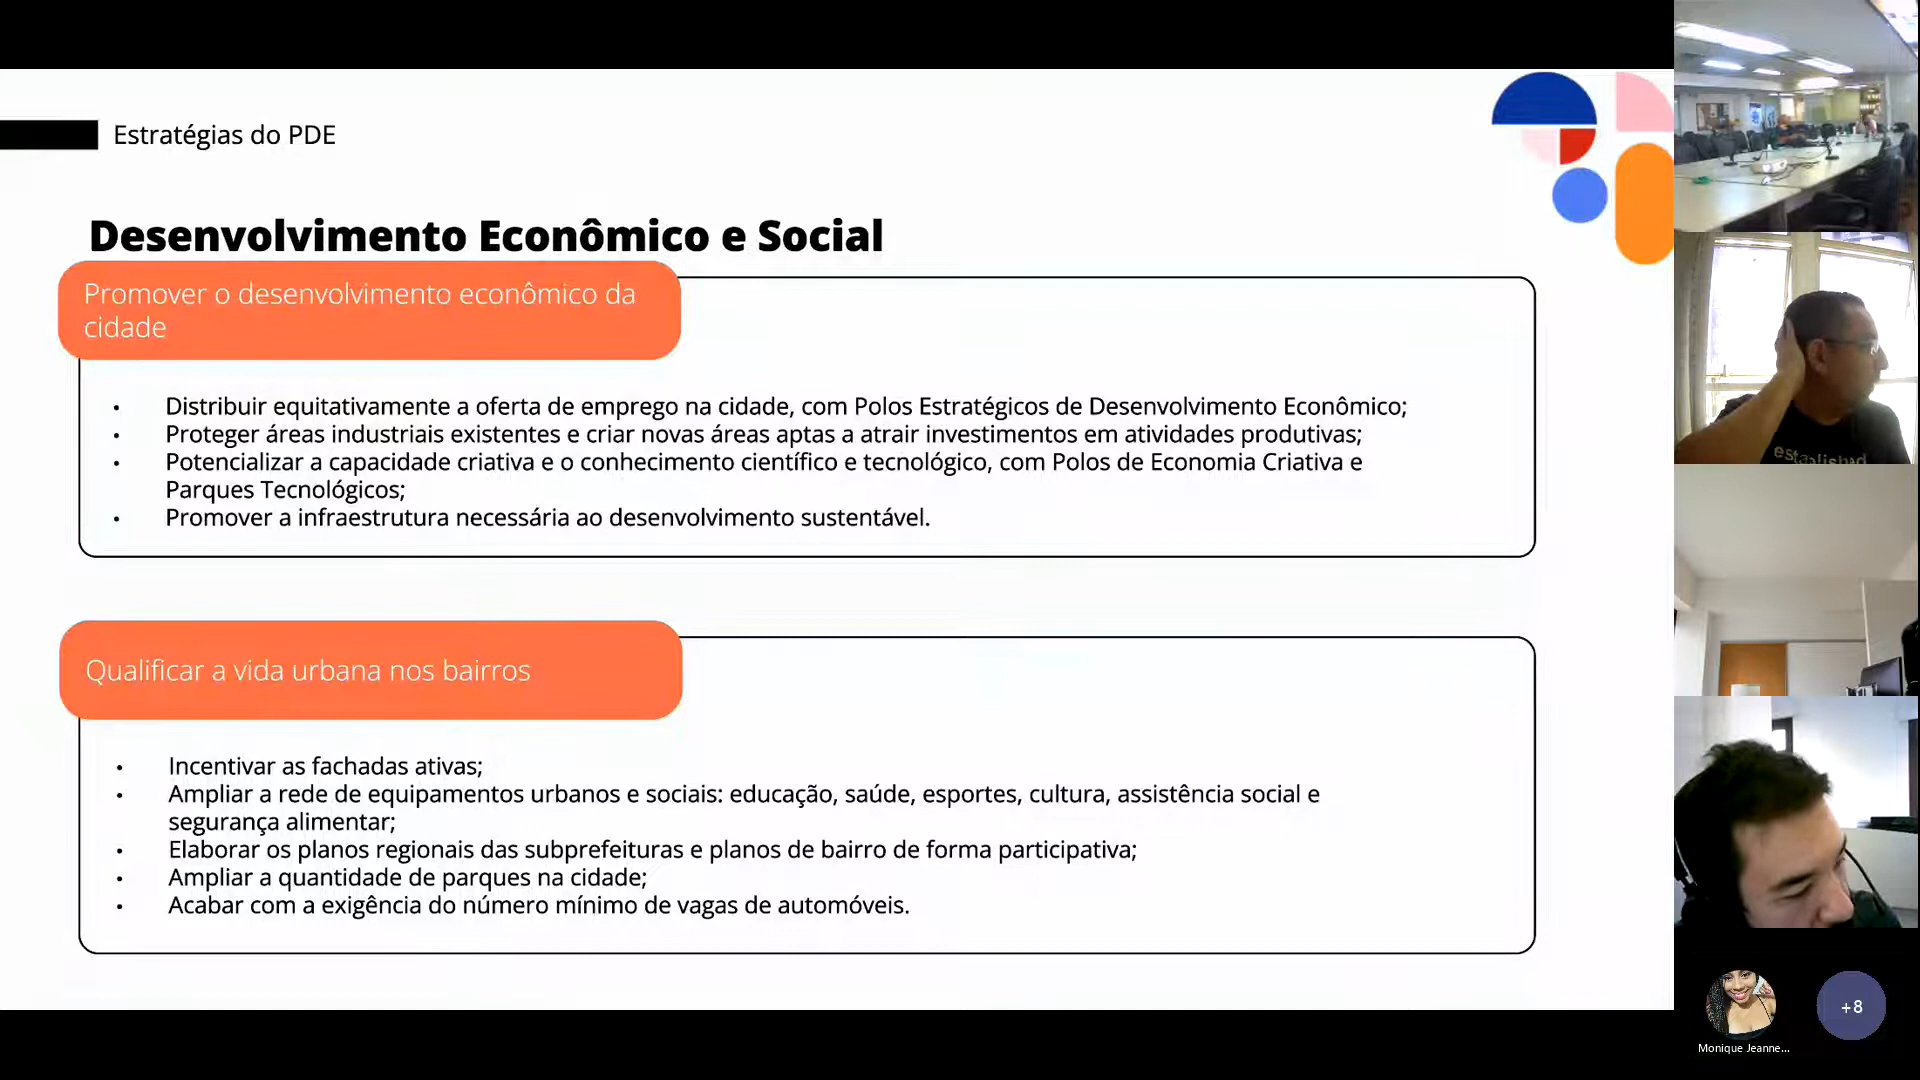 Estratégias do PDE
Desenvolvimento Econômico e Social
Promover o desenvolvimento econômico da
cidade
• Distribuir equitativamente a oferta de emprego na cidade, com Polos Estratégicos de Desenvolvimento Econômico;
• Proteger áreas industriais existentes e criar novas áreas aptas a atrair investimentos em atividades produtivas;
• Potencializar a capacidade criativa e o conhecimento científico e tecnológico, com Polos de Economia Criativa e
Parques Tecnológicos;
• Promover a infraestrutura necessária ao desenvolvimento sustentável.
Qualificar a vida urbana nos bairros
• Incentivar as fachadas ativas;
• Ampliar a rede de equipamentos urbanos e sociais: educação, saúde, esportes, cultura, assistência social e
segurança alimentar;
• Elaborar os planos regionais das subprefeituras e planos de bairro de forma participativa;
• Ampliar a quantidade de parques na cidade;
• Acabar com a exigência do número mínimo de vagas de automóveis.
established
+8
Monique Jeanne...